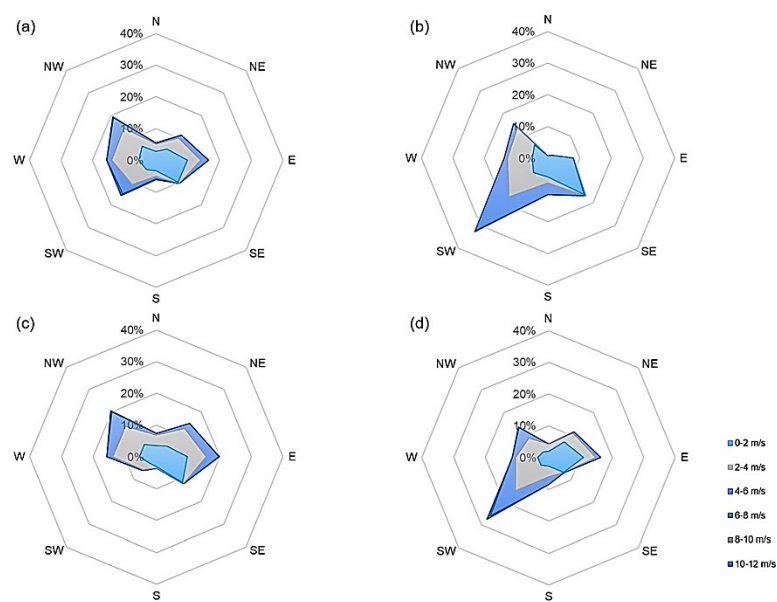 (a)
N
40%
30%
20%
10%
0%
NW
NE
W
E
SW
SE
S
(b)
N
40%
30%
20%
10%
0%
NW
NE
W
E
SW
SE
S
(c)
N
40%
30%
20%
10%
0%
NW
NE
W
E
SW
SE
S
(d)
N
40%
30%
20%
10%
0%
NW
NE
W
E
SW
SE
S
0-2 m/s
2-4 m/s
4-6 m/s
6-8 m/s
8-10 m/s
10-12 m/s